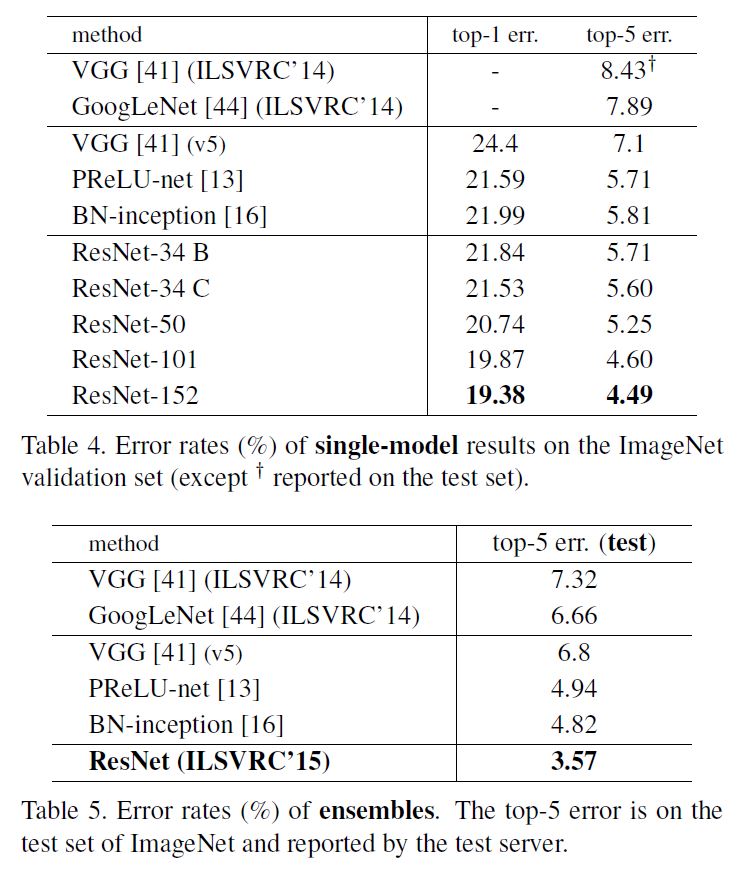 method top-1 err. top-5 err.
VGG [41] (ILSVRC’14) - 8.43†
GoogLeNet [44] (ILSVRC’14) - 7.89
VGG [41] (v5) 24.4 7.1
PReLU-net [13] 21.59 5.71
BN-inception [16] 21.99 5.81
ResNet-34 B 21.84 5.71
ResNet-34 C 21.53 5.60
ResNet-50 20.74 5.25
ResNet-101 19.87 4.60
ResNet-152 19.38 4.49
Table 4. Error rates (%) of single-model results on the ImageNet
validation set (except † reported on the test set).
method top-5 err. (test)
VGG [41] (ILSVRC’14) 7.32
GoogLeNet [44] (ILSVRC’14) 6.66
VGG [41] (v5) 6.8
PReLU-net [13] 4.94
BN-inception [16] 4.82
ResNet (ILSVRC’15) 3.57
Table 5. Error rates (%) of ensembles. The top-5 error is on the
test set of ImageNet and reported by the test server.